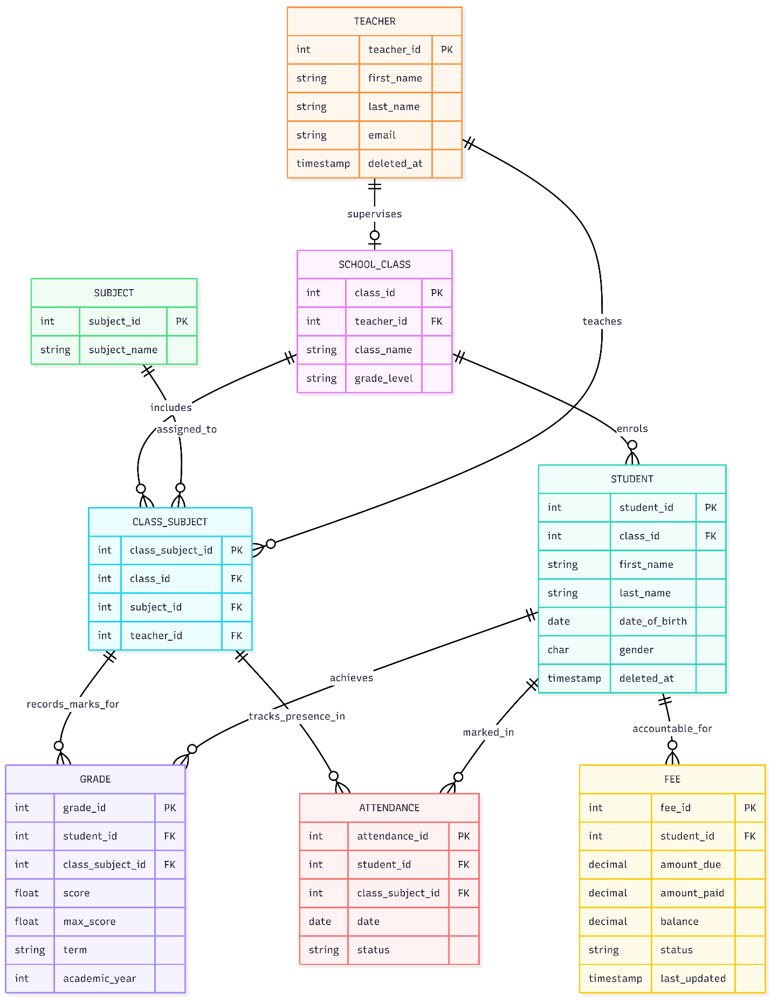 TEACHER
int teacher_id PK
string first_name
string last_name
string email
timestamp deleted_at
supervises
SCHOOL_CLASS
int class_id PK
int teacher_id FK
string class_name
string grade_level
SUBJECT
int subject_id PK
string subject_name
teaches
includes
assigned_to
enrols
STUDENT
int student_id PK
int class_id FK
string first_name
string last_name
date date_of_birth
char gender
timestamp deleted_at
CLASS_SUBJECT
int class_subject_id PK
int class_id FK
int subject_id FK
int teacher_id FK
achieves
records_marks_for
tracks_presence_in
marked_in
accountable_for
GRADE
int grade_id PK
int student_id FK
int class_subject_id FK
float score
float max_score
string term
int academic_year
ATTENDANCE
int attendance_id PK
int student_id FK
int class_subject_id FK
date date
string status
FEE
int fee_id PK
int student_id FK
decimal amount_due
decimal amount_paid
decimal balance
string status
timestamp last_updated